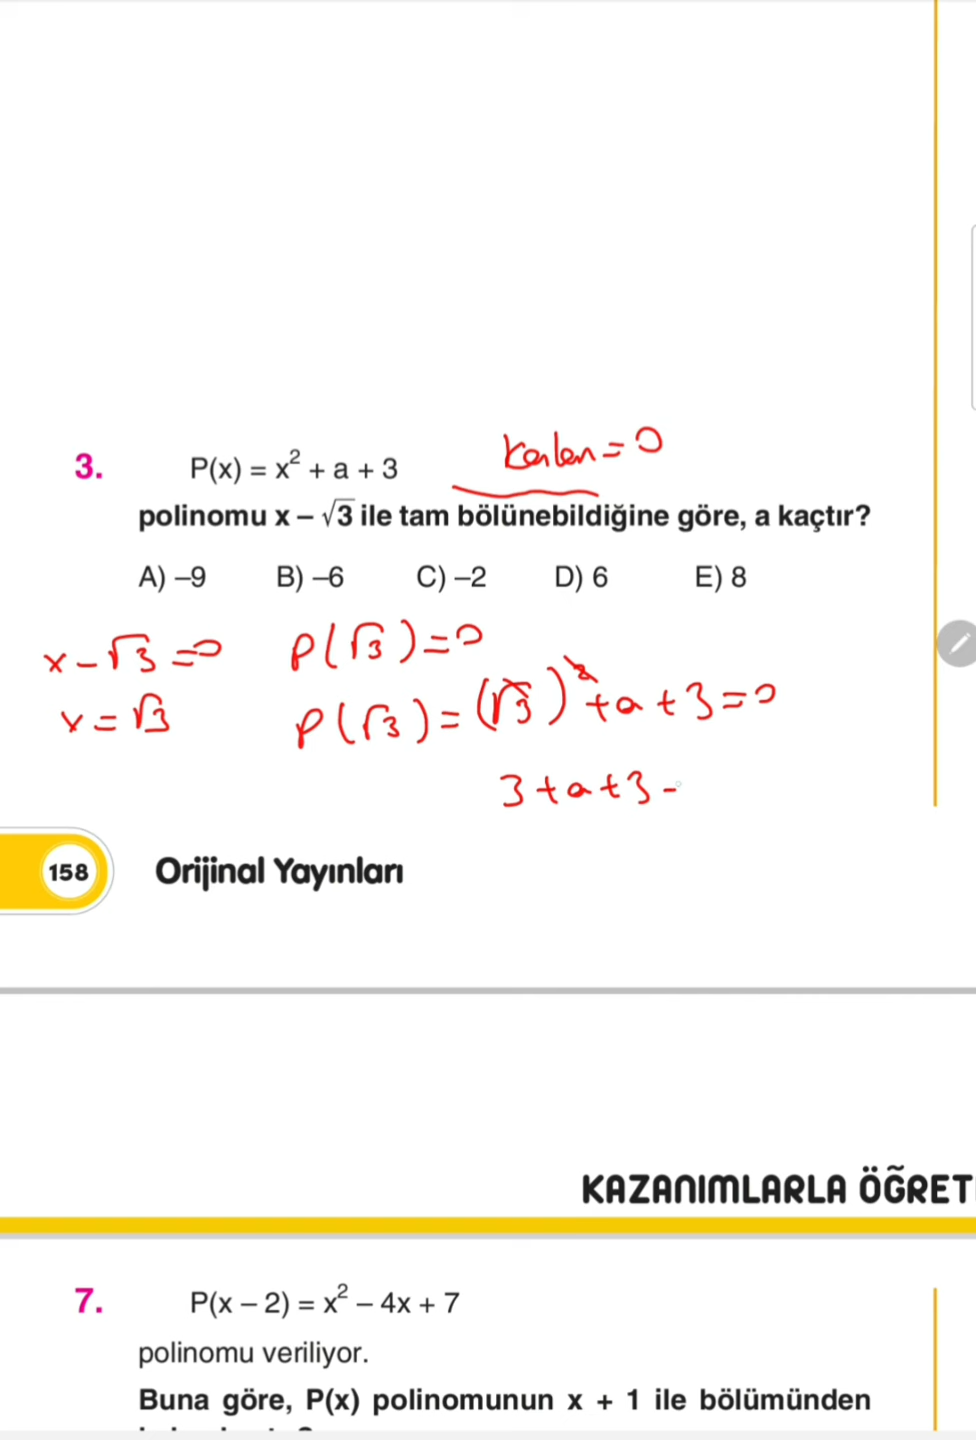 3. P(x) = x² + a + 3
kalan = 0
polinomu x – √3 ile tam bölünebildiğine göre, a kaçtır?
A) –9 B) –6 C) –2 D) 6 E) 8
x – √3 = 0 P(√3) = 0
x = √3 P(√3) = (√3)² + a + 3 = 0
3 + a + 3 -
158 Orijinal Yayınları
KAZANIMLARLA ÖĞRET
7. P(x – 2) = x² – 4x + 7
polinomu veriliyor.
Buna göre, P(x) polinomunun x + 1 ile bölümünden